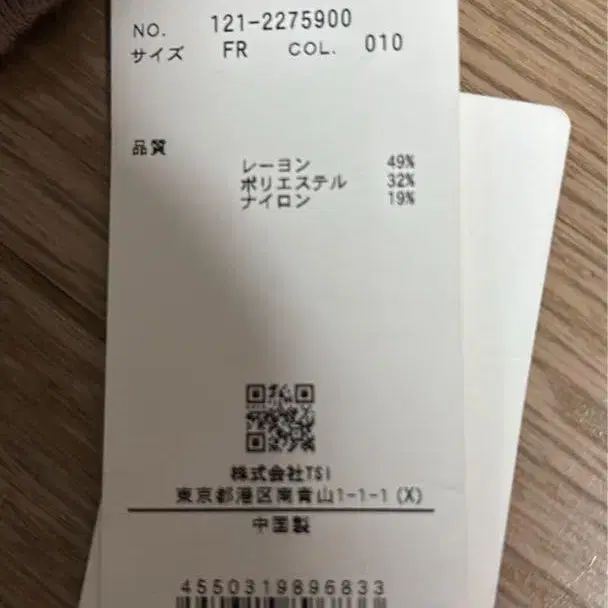 NO. 121-2275900
サイズ FR COL. 010
品質
レーヨン 49%
ポリエステル 32%
ナイロン 19%
株式会社TSI
東京都港区南青山1-1-1 (X)
中国製
4550319896833